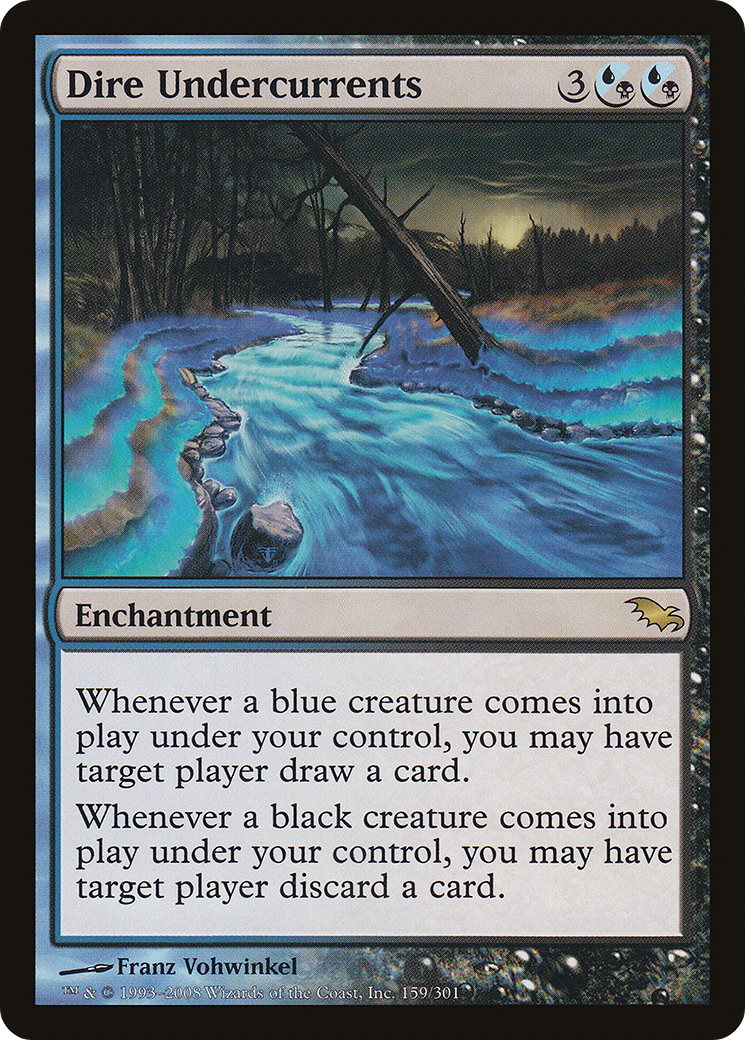 Dire Undercurrents 3
Enchantment
Whenever a blue creature comes into
play under your control, you may have
target player draw a card.
Whenever a black creature comes into
play under your control, you may have
target player discard a card.
Franz Vohwinkel
™ & © 1993–2008 Wizards of the Coast, Inc. 159/301